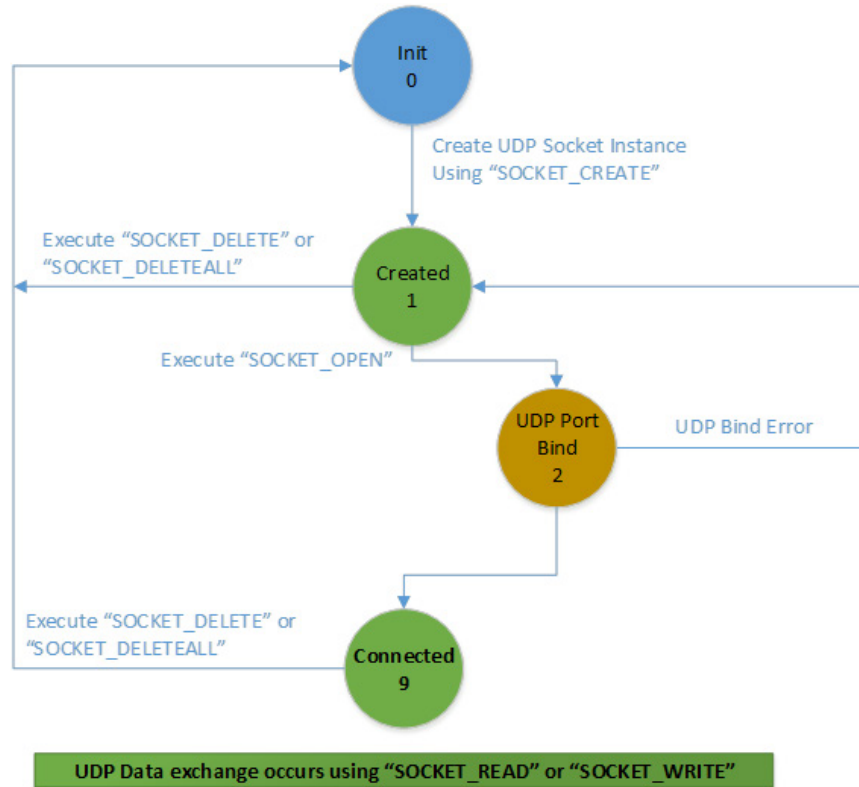 Init
0
Create UDP Socket Instance
Using “SOCKET_CREATE”
Execute “SOCKET_DELETE” or
“SOCKET_DELETEALL”
Created
1
Execute “SOCKET_OPEN”
UDP Port
Bind
2
UDP Bind Error
Execute “SOCKET_DELETE” or
“SOCKET_DELETEALL”
Connected
9
UDP Data exchange occurs using “SOCKET_READ” or “SOCKET_WRITE”